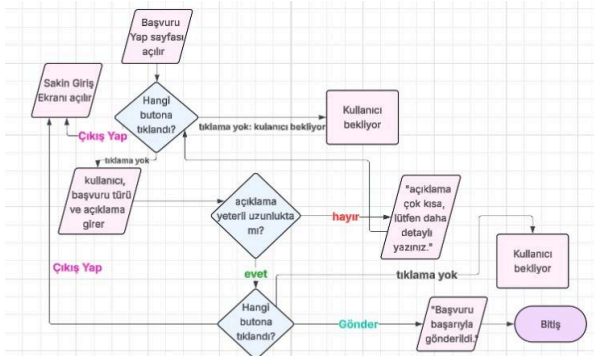 Başvuru
Yap sayfası
açılır
Sakin Giriş
Ekranı açılır
Hangi
butona
tıklandı?
Kullanıcı
bekliyor
tıklama yok: kulanıcı bekliyor
Çıkış Yap
tıklama yok
kullanıcı,
başvuru türü
ve açıklama
girer
açıklama
yeterli uzunlukta
mı?
hayır
"açıklama
çok kısa,
lütfen daha
detaylı
yazınız."
Kullanıcı
bekliyor
Çıkış Yap
evet
tıklama yok
Hangi
butona
tıklandı?
Gönder
"Başvuru
başarıyla
gönderildi."
Bitiş